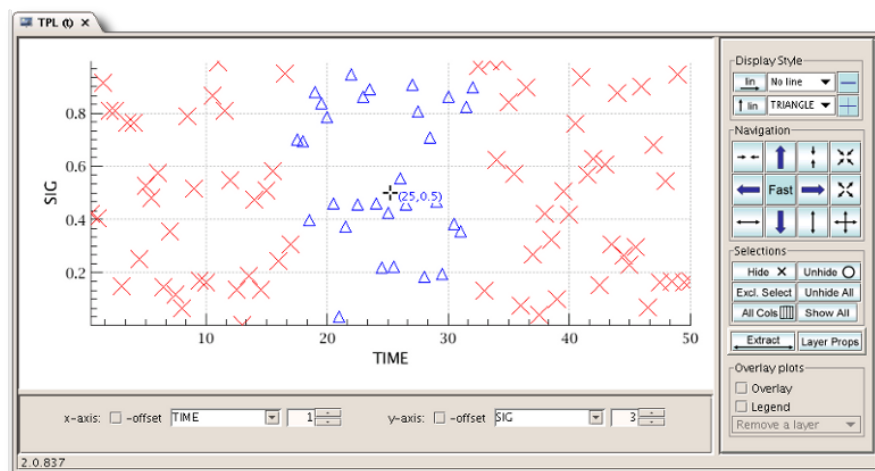 TPL (t) ×
Display Style
lin No line
lin TRIANGLE
Navigation
Fast
Selections
Hide Unhide
Excl. Select Unhide All
All Cols Show All
Extract Layer Props
Overlay plots
Overlay
Legend
Remove a layer
SIG
0.8
0.6
0.4
0.2
(25,0.5)
10 20 30 40 50
TIME
x-axis: -offset TIME 1 y-axis: -offset SIG 3
2.0.837